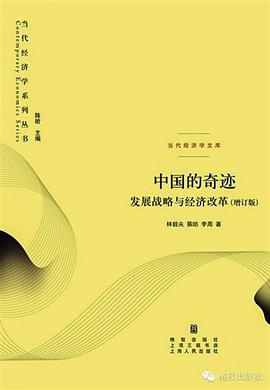 当代经济学系列丛书
Contemporary Economics Series
陈昕 主编
当代经济学文库
中国的奇迹
发展战略与经济改革(增订版)
林毅夫 蔡昉 李周 著
格致出版社
上海三联书店
上海人民出版社
格致出版